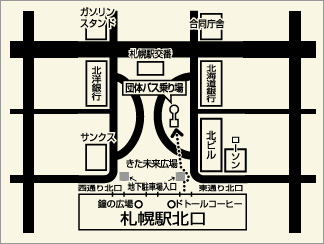 ガソリン
スタンド
合同庁舎
札幌駅交番
北洋銀行
団体バス乗り場
北海道銀行
サンクス
北ビル
ローソン
きた未来広場
地下駐車場入口
西通り北口
東通り北口
鐘の広場
ドトールコーヒー
札幌駅北口